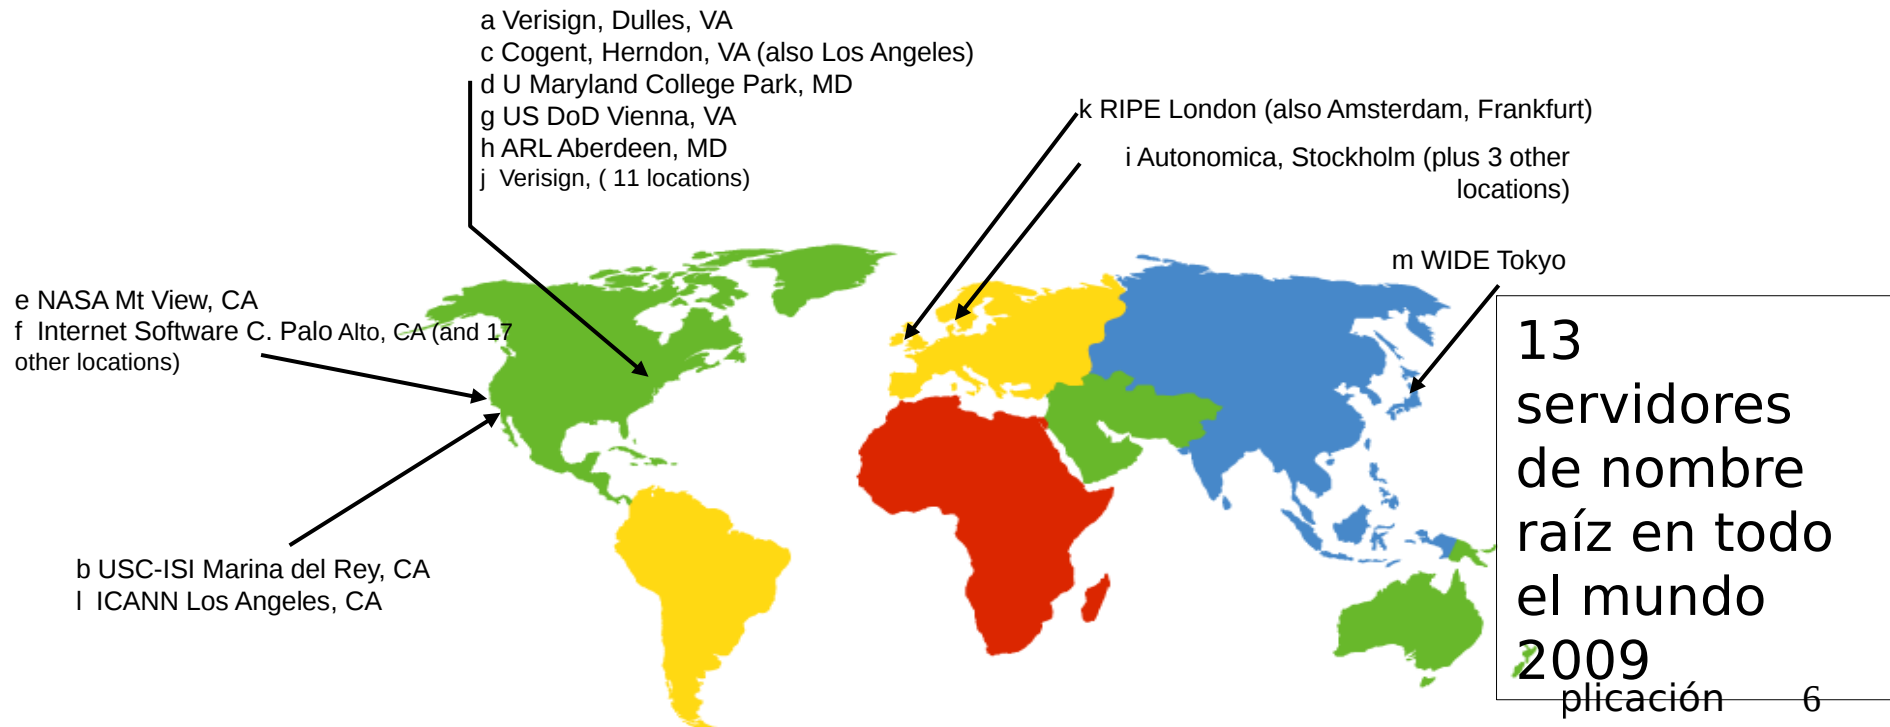 a Verisign, Dulles, VA
c Cogent, Herndon, VA (also Los Angeles)
d U Maryland College Park, MD
g US DoD Vienna, VA
h ARL Aberdeen, MD
j Verisign, ( 11 locations)
k RIPE London (also Amsterdam, Frankfurt)
i Autonomica, Stockholm (plus 3 other
locations)
m WIDE Tokyo
e NASA Mt View, CA
f Internet Software C. Palo Alto, CA (and 17
other locations)
b USC-ISI Marina del Rey, CA
l ICANN Los Angeles, CA
13
servidores
de nombre
raíz en todo
el mundo
2009
plicación 6